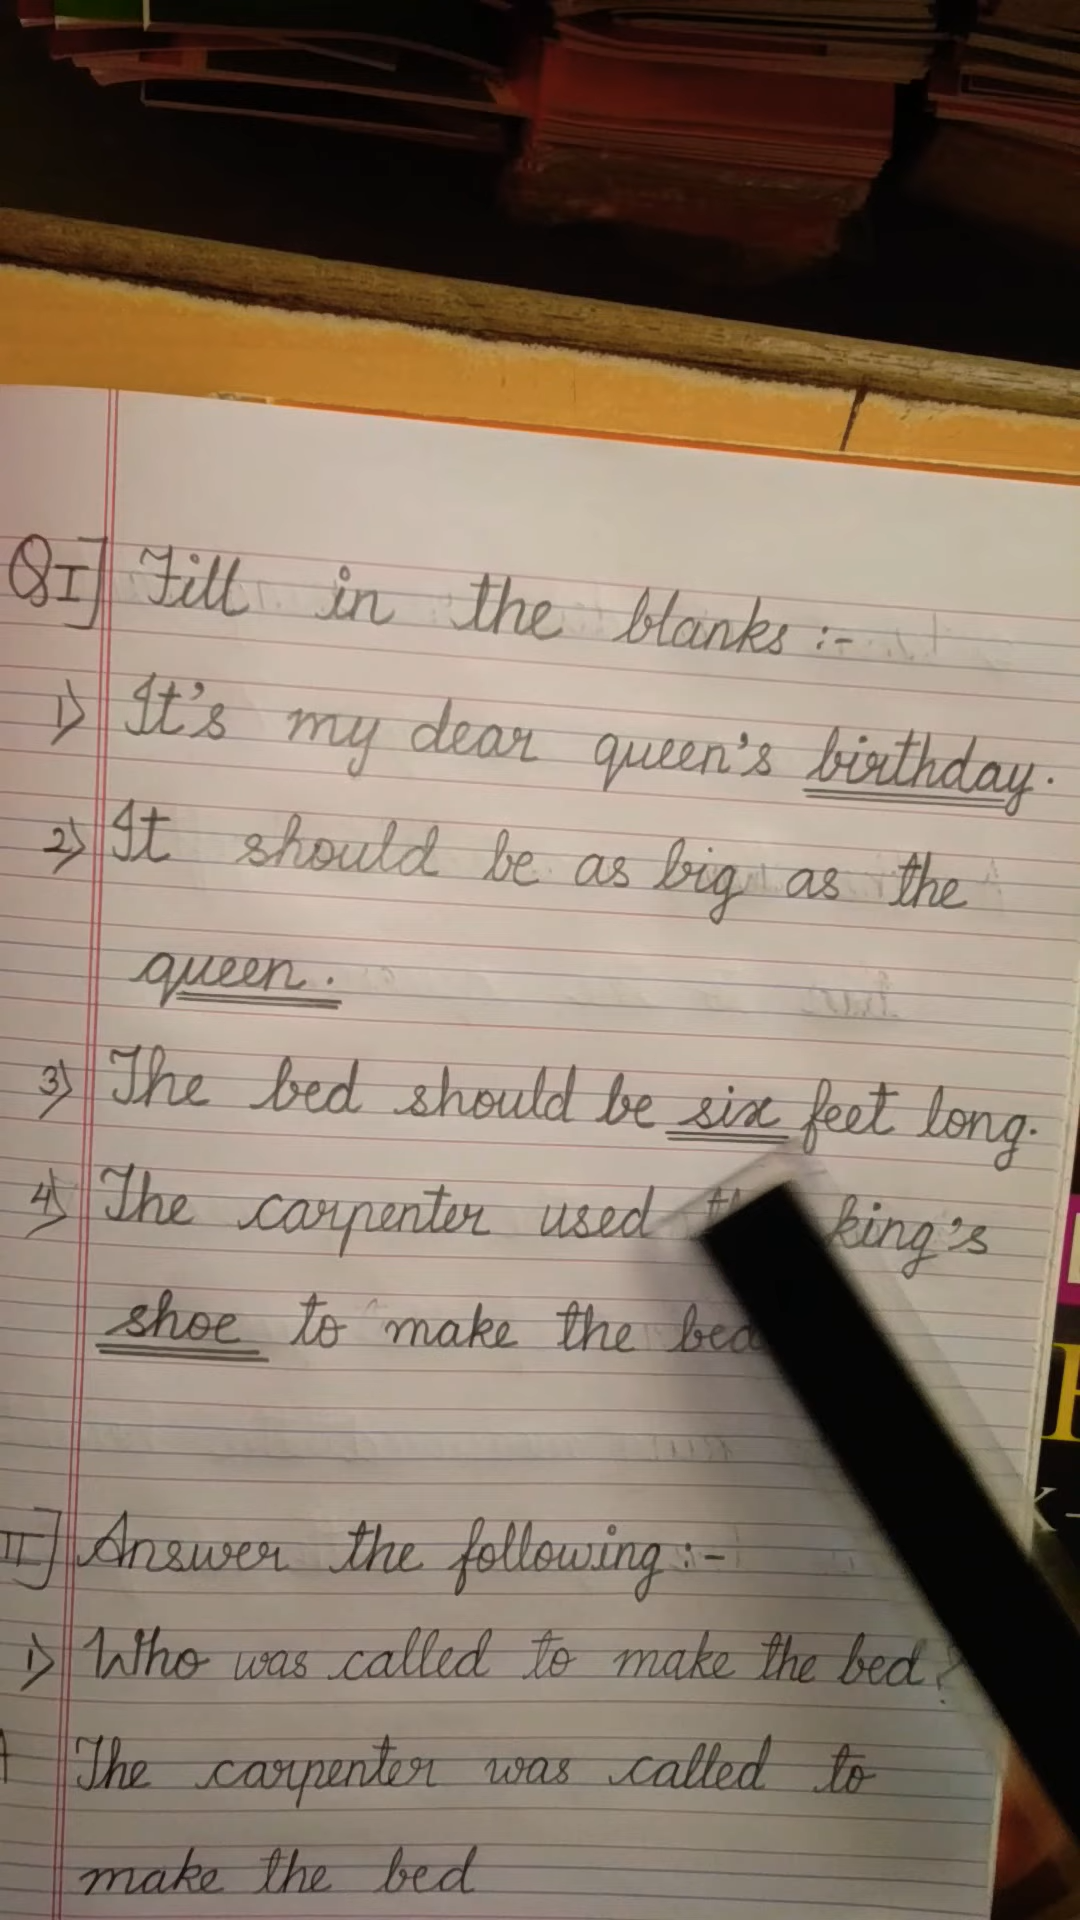 QI] Fill in the blanks :-
1) It's my dear queen's birthday.
2) It should be as big as the
queen.
3) The bed should be six feet long.
4) The carpenter used king's
shoe to make the bed
II] Answer the following :-
1) Who was called to make the bed?
The carpenter was called to
make the bed